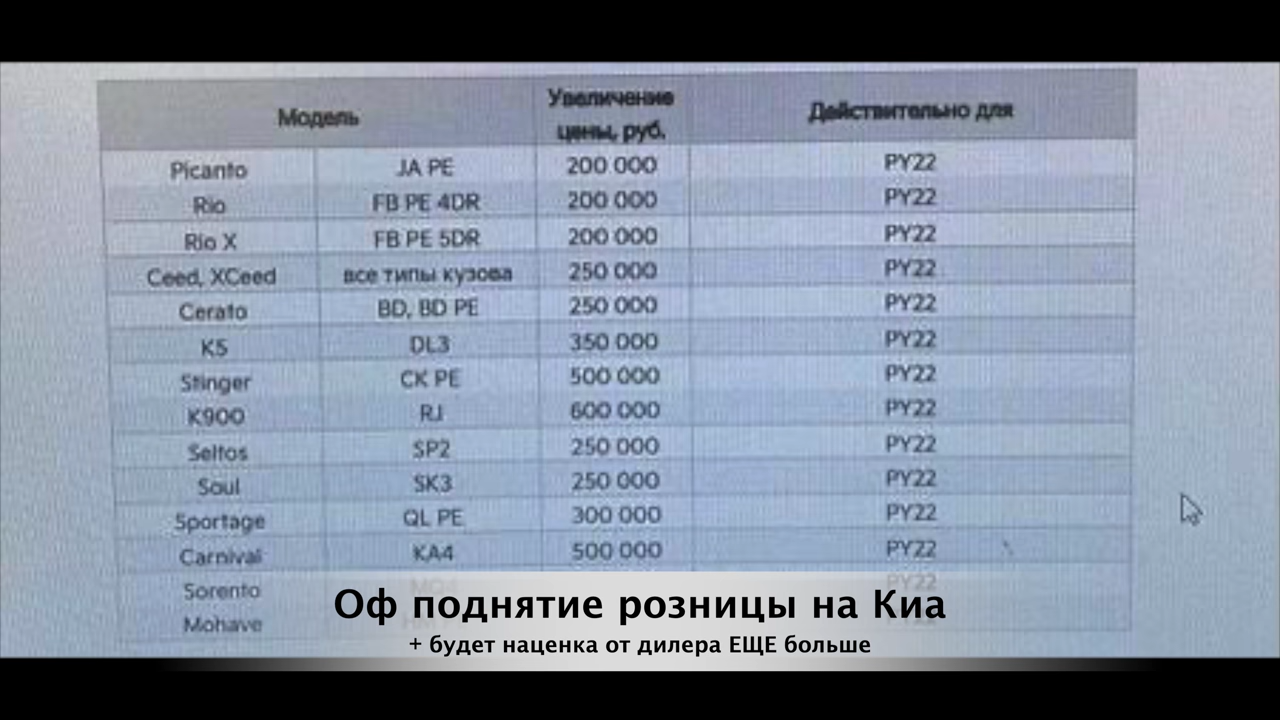 Модель Увеличение цены, руб. Действительно для
Picanto JA PE 200 000 PY22
Rio FB PE 4DR 200 000 PY22
Rio X FB PE 5DR 200 000 PY22
Ceed, XCeed все типы кузова 250 000 PY22
Cerato BD, BD PE 250 000 PY22
K5 DL3 350 000 PY22
Stinger CK PE 500 000 PY22
K900 RJ 600 000 PY22
Seltos SP2 250 000 PY22
Soul SK3 250 000 PY22
Sportage QL PE 300 000 PY22
Carnival KA4 500 000 PY22
Sorento PY22
Mohave
Оф поднятие розницы на Киа
+ будет наценка от дилера ЕЩЕ больше